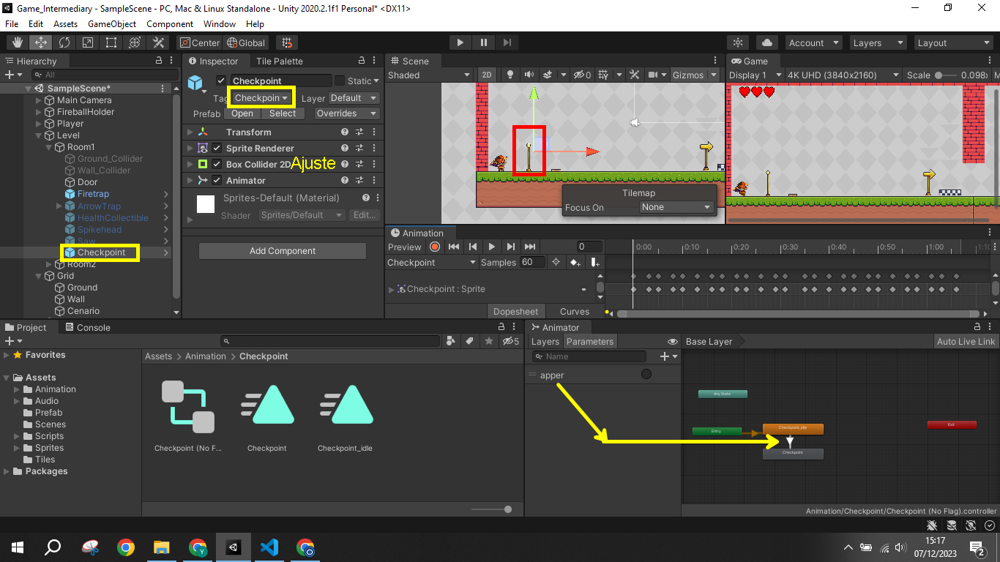 Game_Intermediary - SampleScene - PC, Mac & Linux Standalone - Unity 2020.2.1f1 Personal* <DX11>
File Edit Assets GameObject Component Window Help
Center Global Account Layers Layout
Hierarchy
All
SampleScene*
Main Camera
FireballHolder
Player
Level
Room1
Ground_Collider
Wall_Collider
Door
Firetrap
ArrowTrap
HealthCollectible
Spikehead
Saw
Checkpoint
Room2
Grid
Ground
Wall
Cenario
Inspector Tile Palette
Checkpoint Static
Tag Checkpoin Layer Default
Prefab Open Select Overrides
Transform
Sprite Renderer
Box Collider 2D Ajuste
Animator
Sprites-Default (Material)
Shader Sprites/Default Edit...
Add Component
Scene
Shaded 2D 0 Gizmos
Tilemap
Focus On None
Game
Display 1 4K UHD (3840x2160) Scale 0.098x
Animation
Preview 0 0:00 0:10 0:20 0:30 0:40 0:50 1:00 1:10
Checkpoint Samples 60
Checkpoint : Sprite
Dopesheet Curves
Project Console
5
Favorites
Assets
Animation
Audio
Prefab
Scenes
Scripts
Sprites
Tiles
Packages
Assets > Animation > Checkpoint
Checkpoint (No F... Checkpoint Checkpoint_idle
Animator
Layers Parameters Base Layer Auto Live Link
Name
apper
Any State
Entry
Checkpoint_idle
Checkpoint
Exit
Animation/Checkpoint/Checkpoint (No Flag).controller
15:17
07/12/2023
2